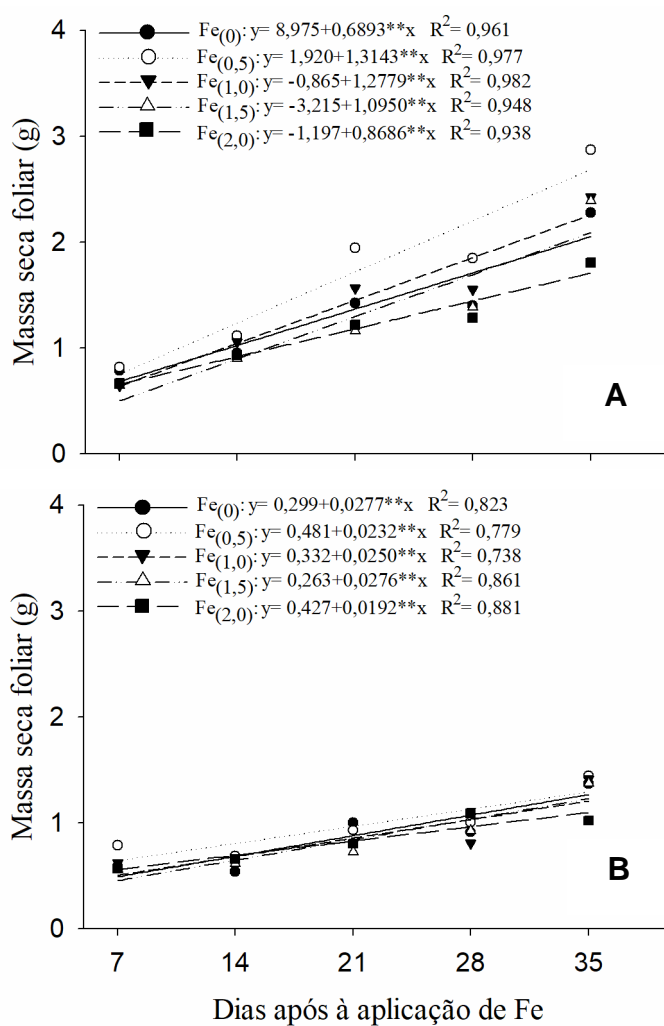 4
Fe(0): y= 8,975+0,6893**x R2= 0,961
Fe(0,5): y= 1,920+1,3143**x R2= 0,977
Fe(1,0): y= -0,865+1,2779**x R2= 0,982
Fe(1,5): y= -3,215+1,0950**x R2= 0,948
Fe(2,0): y= -1,197+0,8686**x R2= 0,938
3
2
1
0
Massa seca foliar (g)
A
4
Fe(0): y= 0,299+0,0277**x R2= 0,823
Fe(0,5): y= 0,481+0,0232**x R2= 0,779
Fe(1,0): y= 0,332+0,0250**x R2= 0,738
Fe(1,5): y= 0,263+0,0276**x R2= 0,861
Fe(2,0): y= 0,427+0,0192**x R2= 0,881
3
2
1
0
Massa seca foliar (g)
B
7 14 21 28 35
Dias após à aplicação de Fe